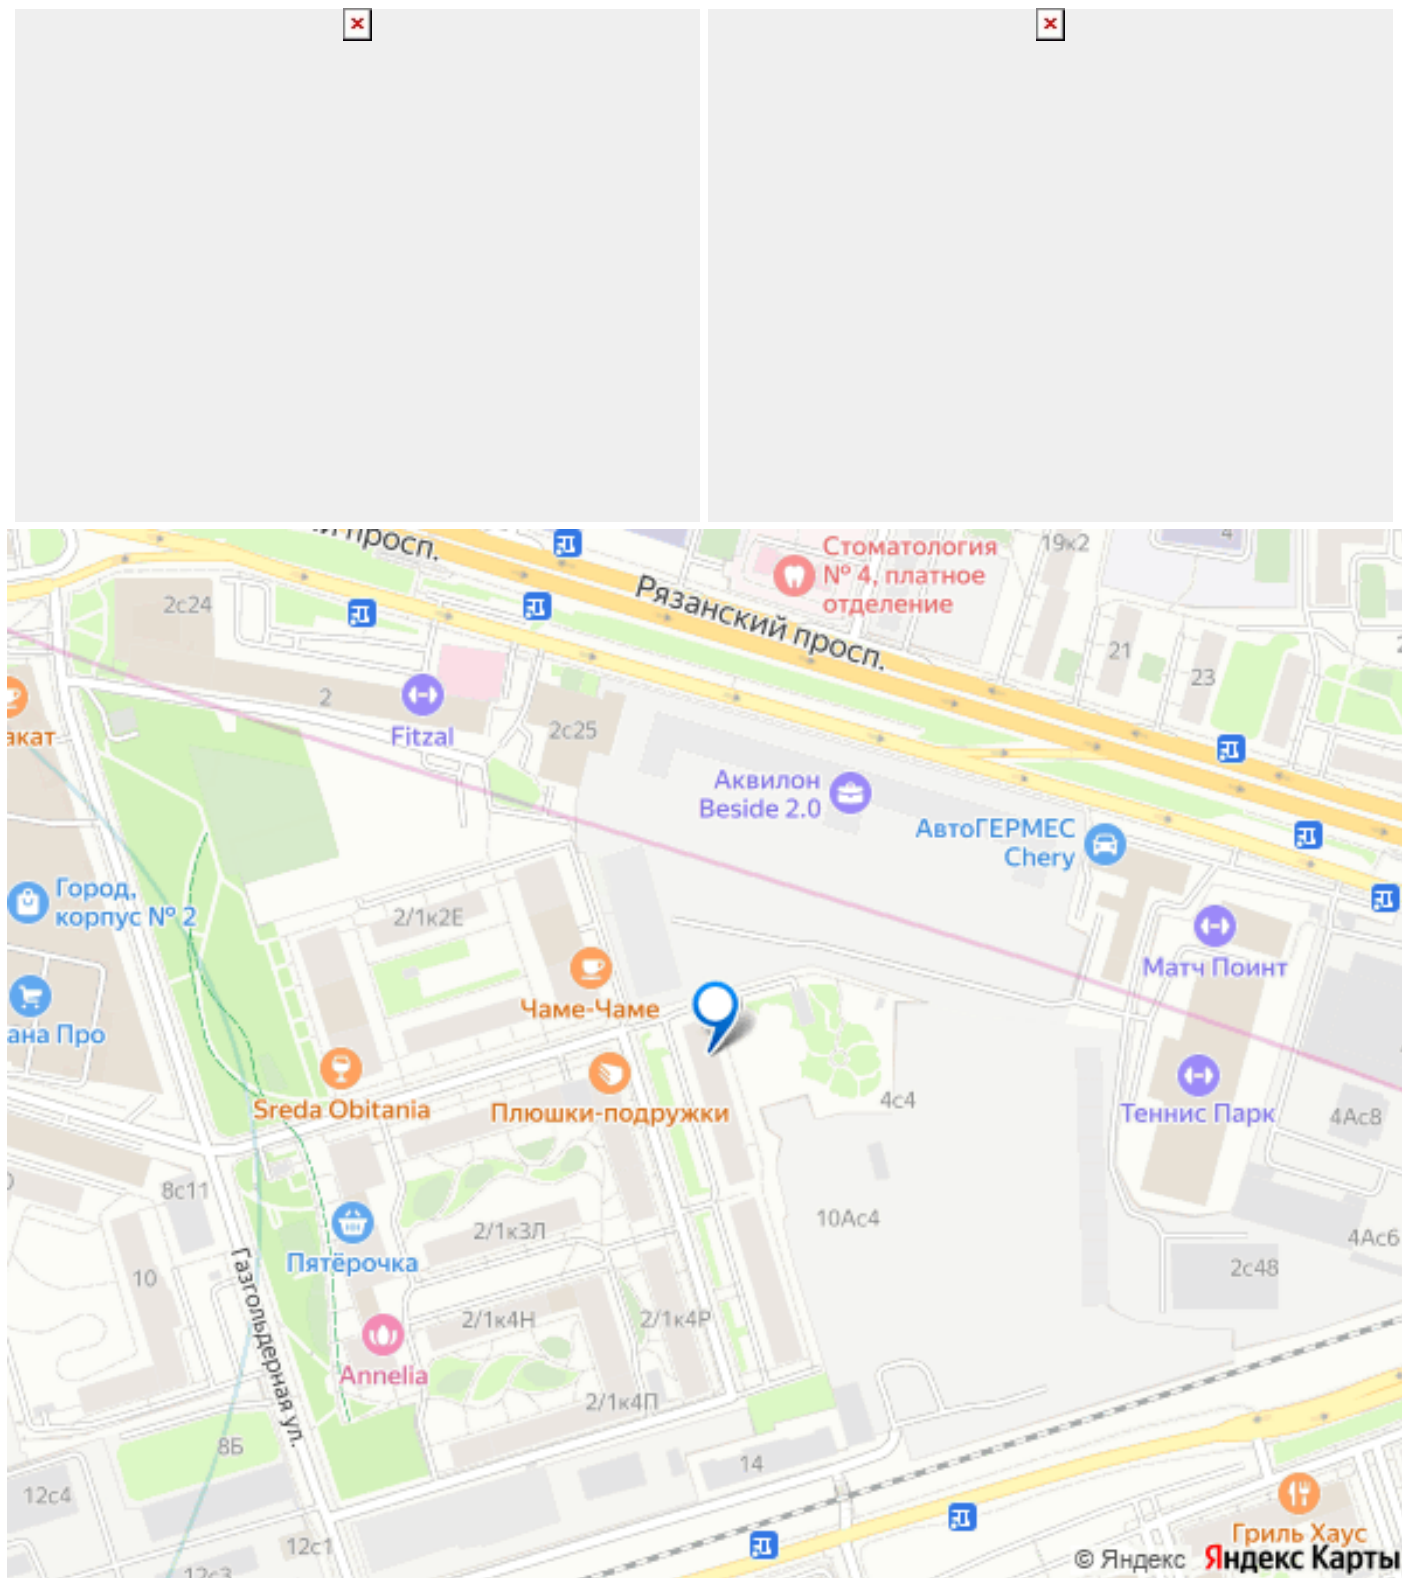 й просп.
Стоматология
№ 4, платное
отделение
19к2
4
2с24
Рязанский просп.
21
23
2
Fitzal
2с25
акат
Аквилон
Beside 2.0
АвтоГЕРМЕС
Chery
Город,
корпус № 2
2/1к2Е
Матч Поинт
Чаме-Чаме
ана Про
Sreda Obitania
Плюшки-подружки
4с4
Теннис Парк
4Ас8
8с11
10Ас4
2/1к3Л
4Ас6
Пятёрочка
2с48
10
Газгольдерная ул.
2/1к4Н
2/1к4Р
Annelia
2/1к4П
8Б
14
12с4
Гриль Хаус
12с1
12с3
© Яндекс Яндекс Карты